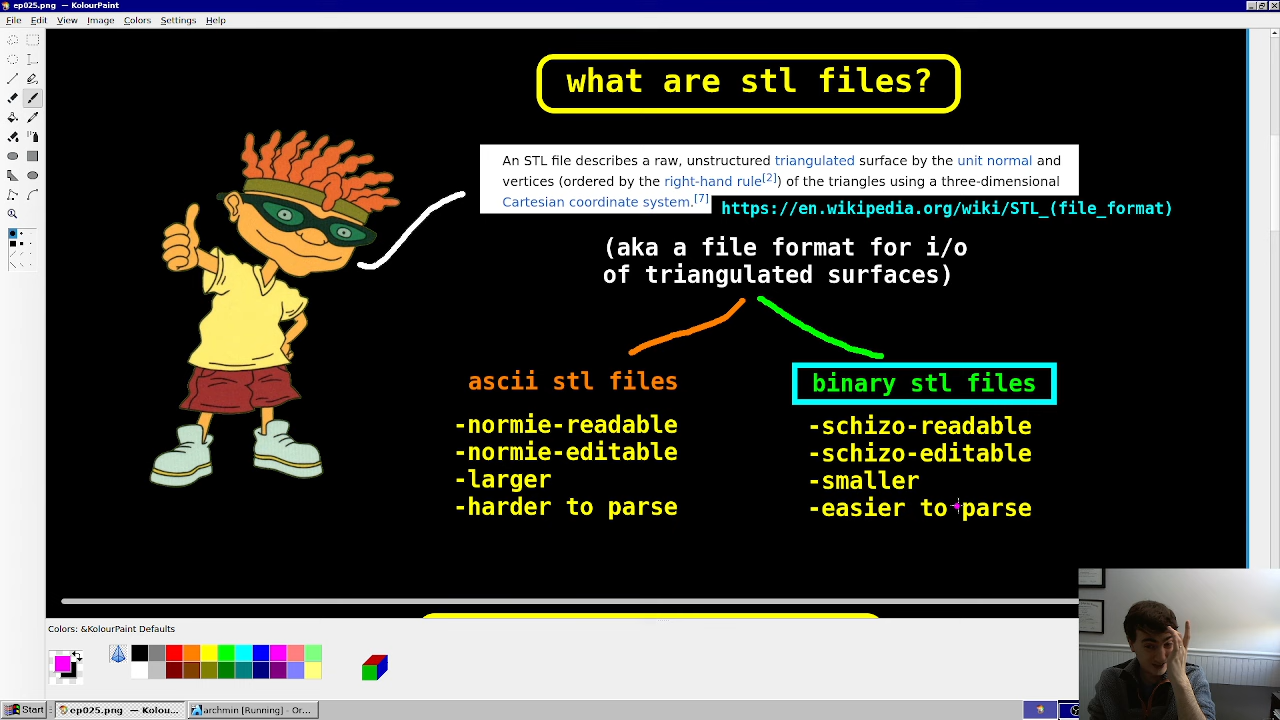 ep025.png — KolourPaint
File Edit View Image Colors Settings Help
what are stl files?
An STL file describes a raw, unstructured triangulated surface by the unit normal and
vertices (ordered by the right-hand rule[2]) of the triangles using a three-dimensional
Cartesian coordinate system.[7]
https://en.wikipedia.org/wiki/STL_(file_format)
(aka a file format for i/o
of triangulated surfaces)
ascii stl files
-normie-readable
-normie-editable
-larger
-harder to parse
binary stl files
-schizo-readable
-schizo-editable
-smaller
-easier to parse
Colors: &KolourPaint Defaults
Start
ep025.png — Kolou...
archmin [Running] - Or...